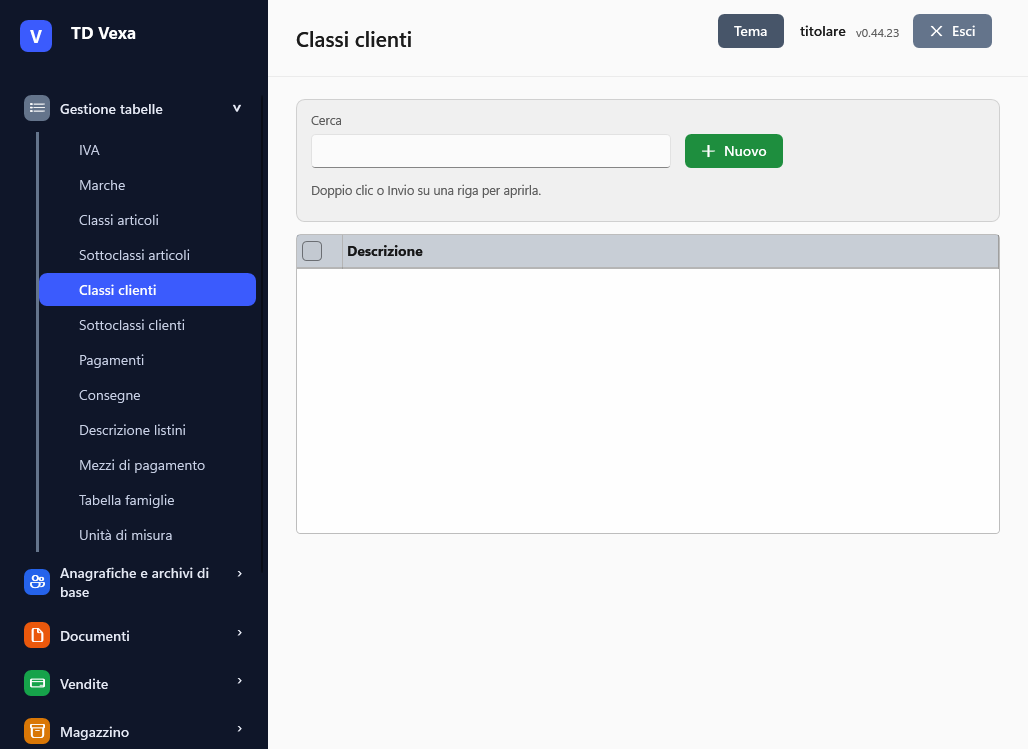 V TD Vexa
Gestione tabelle
IVA
Marche
Classi articoli
Sottoclassi articoli
Classi clienti
Sottoclassi clienti
Pagamenti
Consegne
Descrizione listini
Mezzi di pagamento
Tabella famiglie
Unità di misura
Anagrafiche e archivi di
base
Documenti
Vendite
Magazzino
Classi clienti
Tema titolare v0.44.23 Esci
Cerca
Nuovo
Doppio clic o Invio su una riga per aprirla.
Descrizione